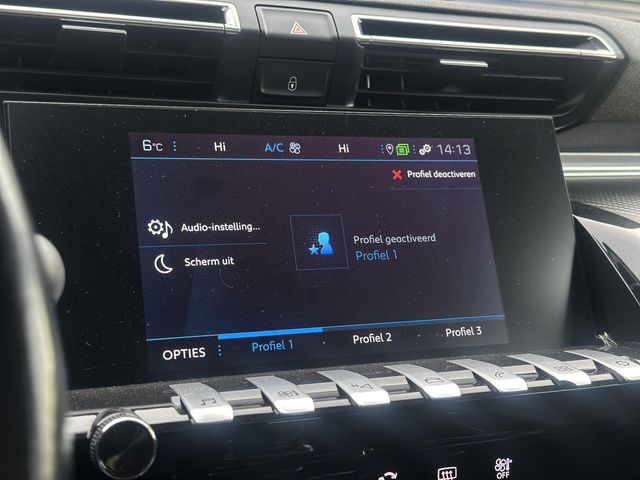 6°C Hi A/C Hi 14:13
Profiel deactiveren
Audio-instelling...
Profiel geactiveerd
Profiel 1
Scherm uit
OPTIES Profiel 1 Profiel 2 Profiel 3
OFF